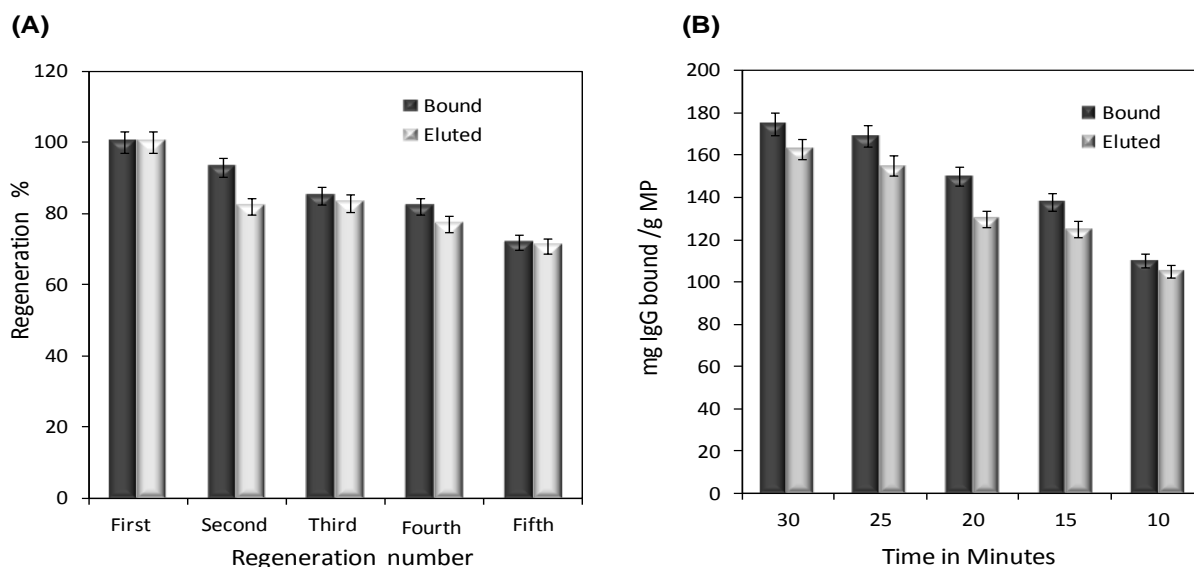 (A)
Regeneration %
120
100
80
60
40
20
0
Bound
Eluted
First Second Third Fourth Fifth
Regeneration number
(B)
mg IgG bound /g MP
200
180
160
140
120
100
80
60
40
20
0
Bound
Eluted
30 25 20 15 10
Time in Minutes